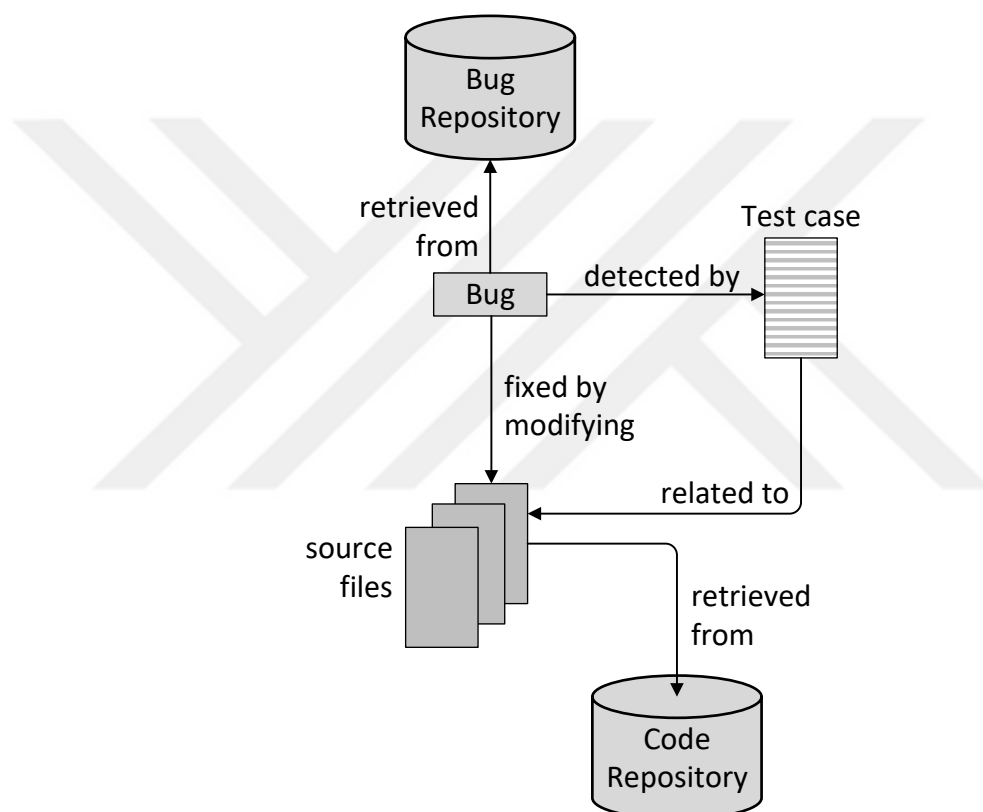 Bug
Repository
retrieved
from
Test case
detected by
Bug
fixed by
modifying
related to
source
files
retrieved
from
Code
Repository